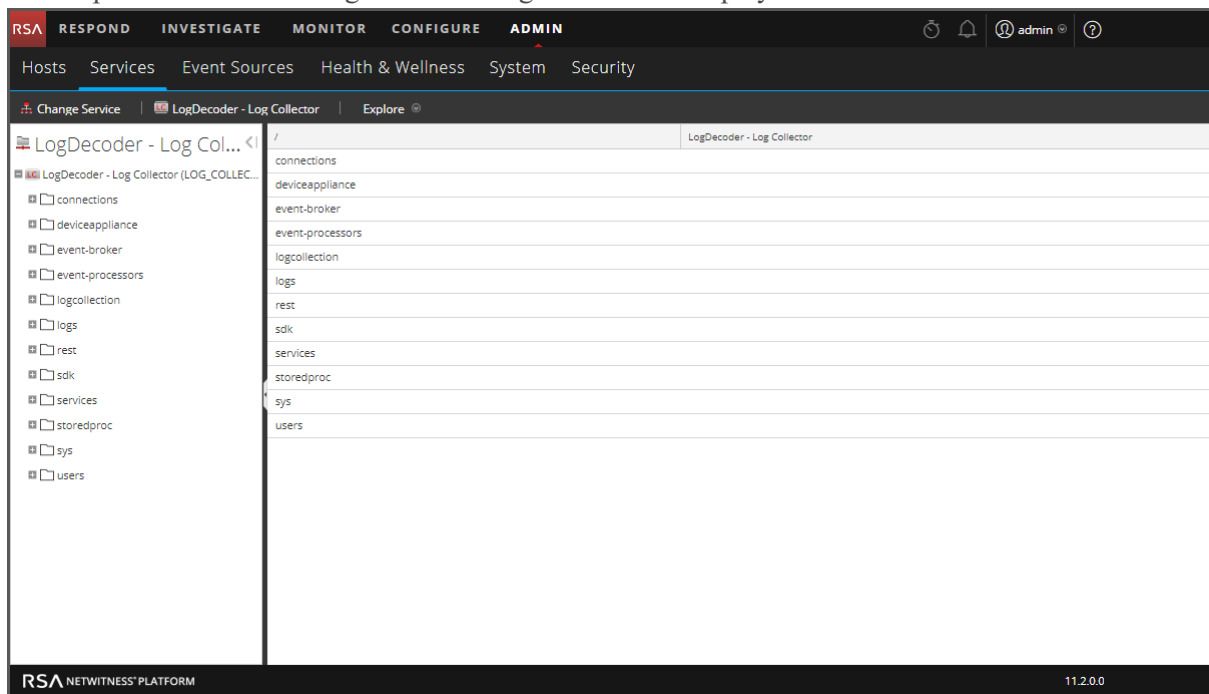 RSA RESPOND INVESTIGATE MONITOR CONFIGURE ADMIN admin
Hosts Services Event Sources Health & Wellness System Security
Change Service LC LogDecoder - Log Collector Explore
LogDecoder - Log Col...
/ LogDecoder - Log Collector
LC LogDecoder - Log Collector (LOG_COLLEC...
connections
deviceappliance
event-broker
event-processors
logcollection
logs
rest
sdk
services
storedproc
sys
users
connections
deviceappliance
event-broker
event-processors
logcollection
logs
rest
sdk
services
storedproc
sys
users
RSA NETWITNESS® PLATFORM 11.2.0.0